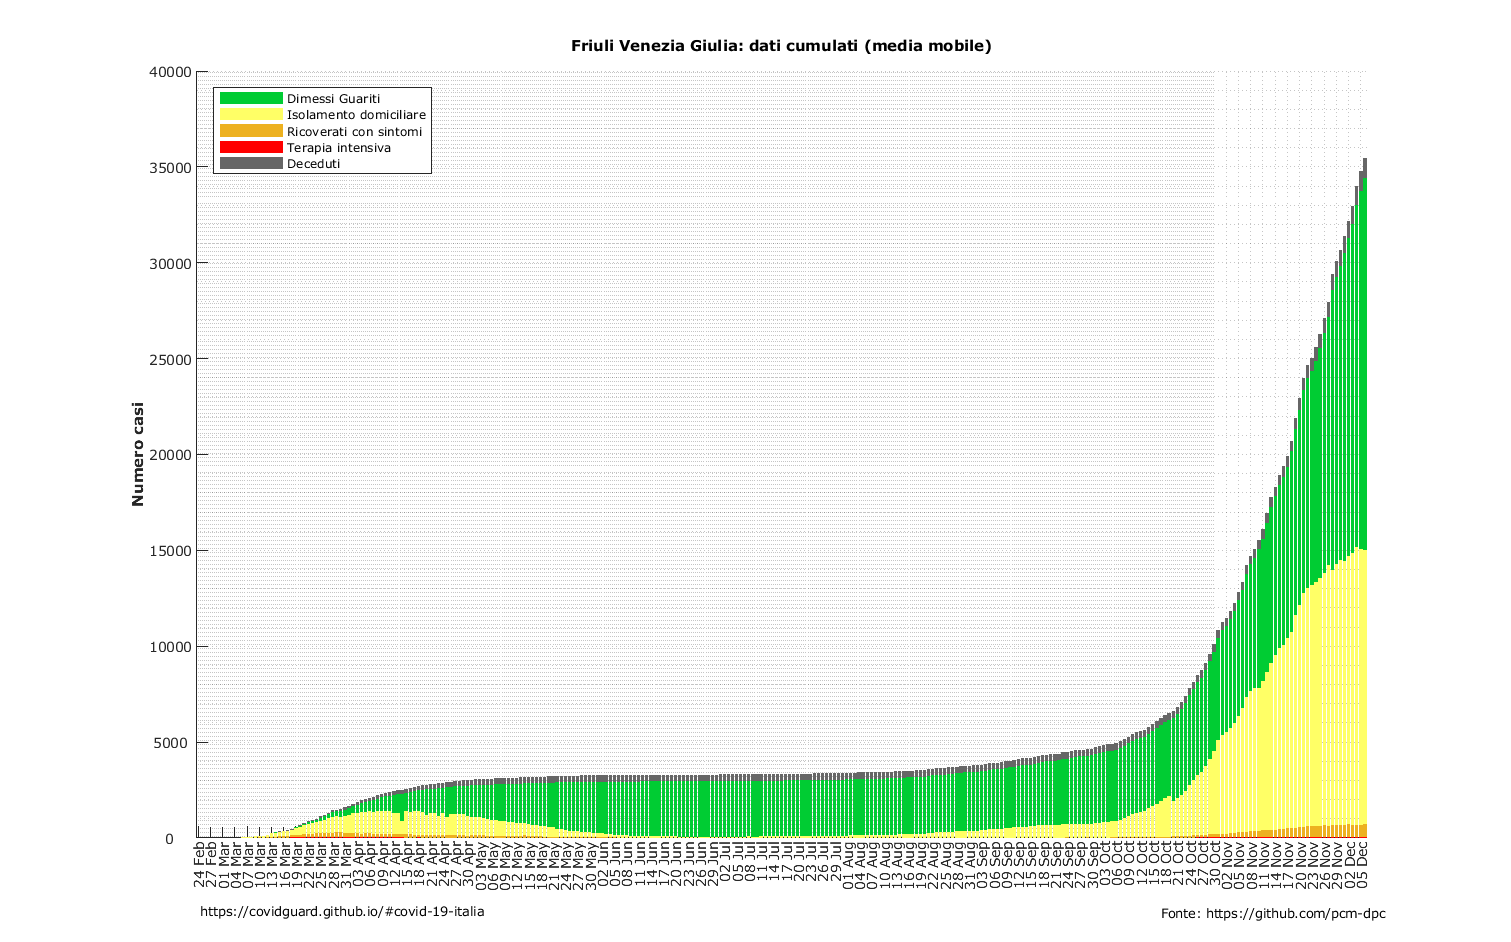 Friuli Venezia Giulia: dati cumulati (media mobile)
40000
35000
30000
25000
20000
15000
10000
5000
0
Numero casi
Dimessi Guariti
Isolamento domiciliare
Ricoverati con sintomi
Terapia intensiva
Deceduti
24 Feb
27 Feb
01 Mar
04 Mar
07 Mar
10 Mar
13 Mar
16 Mar
19 Mar
22 Mar
25 Mar
28 Mar
31 Mar
03 Apr
06 Apr
09 Apr
12 Apr
15 Apr
18 Apr
21 Apr
24 Apr
27 Apr
30 Apr
03 May
06 May
09 May
12 May
15 May
18 May
21 May
24 May
27 May
30 May
02 Jun
05 Jun
08 Jun
11 Jun
14 Jun
17 Jun
20 Jun
23 Jun
26 Jun
29 Jun
02 Jul
05 Jul
08 Jul
11 Jul
14 Jul
17 Jul
20 Jul
23 Jul
26 Jul
29 Jul
01 Aug
04 Aug
07 Aug
10 Aug
13 Aug
16 Aug
19 Aug
22 Aug
25 Aug
28 Aug
31 Aug
03 Sep
06 Sep
09 Sep
12 Sep
15 Sep
18 Sep
21 Sep
24 Sep
27 Sep
30 Sep
03 Oct
06 Oct
09 Oct
12 Oct
15 Oct
18 Oct
21 Oct
24 Oct
27 Oct
30 Oct
02 Nov
05 Nov
08 Nov
11 Nov
14 Nov
17 Nov
20 Nov
23 Nov
26 Nov
29 Nov
02 Dec
05 Dec
https://covidguard.github.io/#covid-19-italia
Fonte: https://github.com/pcm-dpc